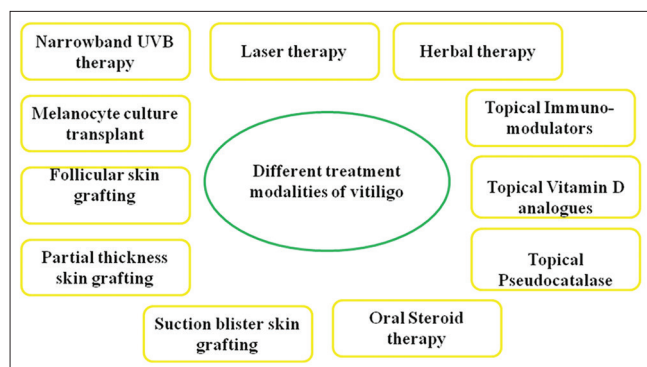 Narrowband UVB
therapy
Laser therapy
Herbal therapy
Melanocyte culture
transplant
Topical Immuno-
modulators
Follicular skin
grafting
Different treatment
modalities of vitiligo
Topical Vitamin D
analogues
Partial thickness
skin grafting
Topical
Pseudocatalase
Suction blister skin
grafting
Oral Steroid
therapy